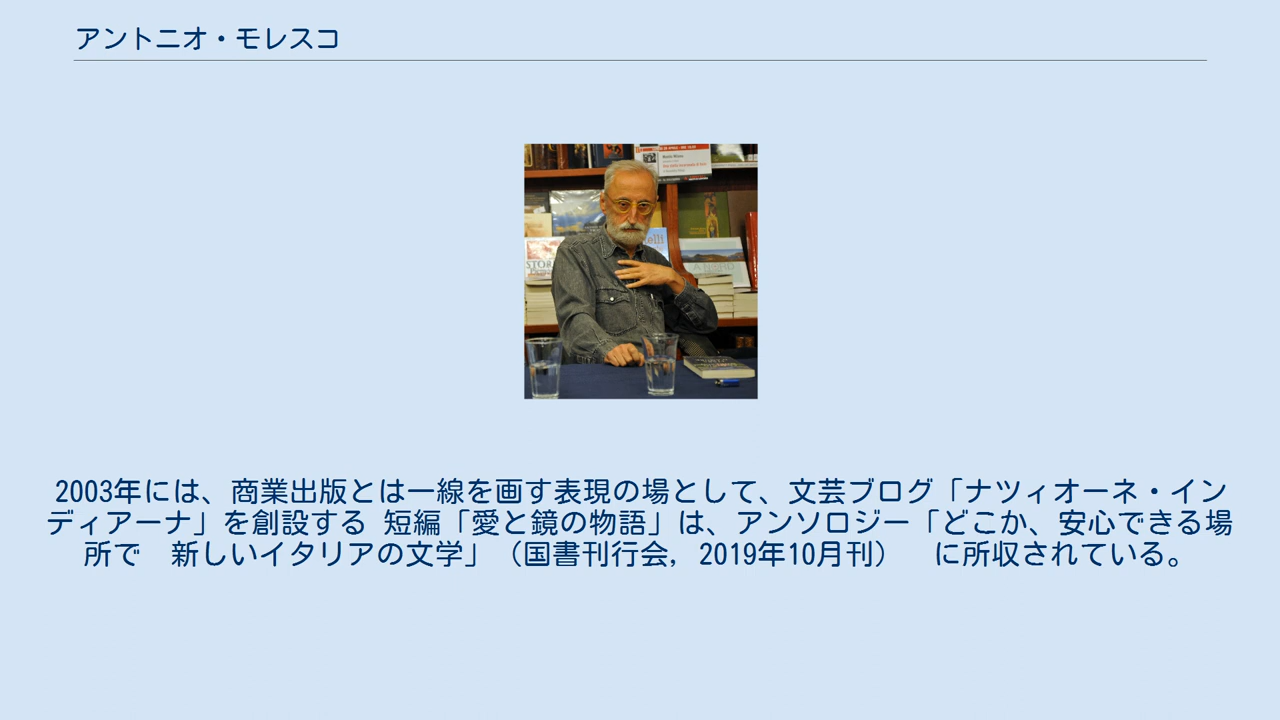 アントニオ・モレスコ
STOR
2003年には、商業出版とは一線を画す表現の場として、文芸ブログ「ナツィオーネ・イン
ディアーナ」を創設する 短編「愛と鏡の物語」は、アンソロジー「どこか、安心できる場
所で　新しいイタリアの文学」（国書刊行会，2019年10月刊）　に所収されている。